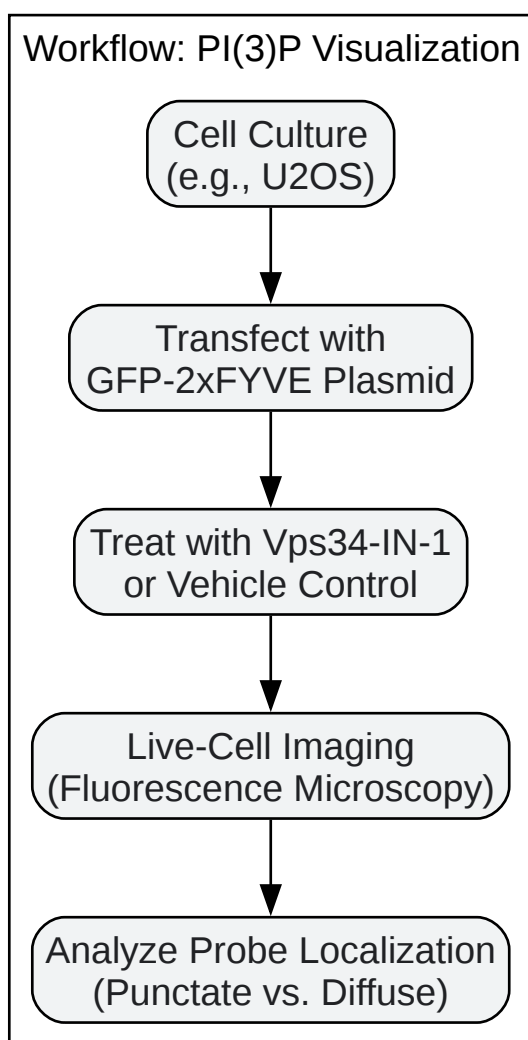 Workflow: PI(3)P Visualization
Cell Culture
(e.g., U2OS)
Transfect with
GFP-2xFYVE Plasmid
Treat with Vps34-IN-1
or Vehicle Control
Live-Cell Imaging
(Fluorescence Microscopy)
Analyze Probe Localization
(Punctate vs. Diffuse)